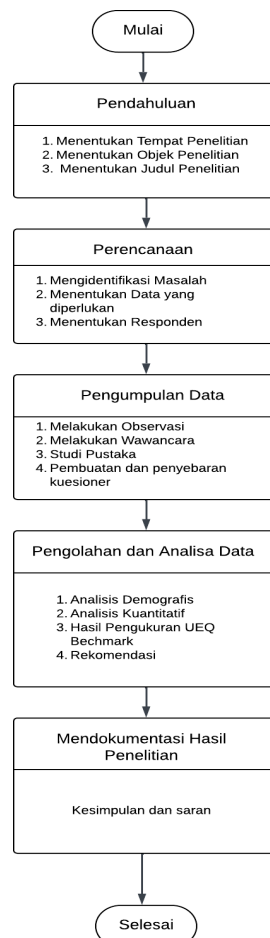 Mulai
Pendahuluan
1. Menentukan Tempat Penelitian
2. Menentukan Objek Penelitian
3. Menentukan Judul Penelitian
Perencanaan
1. Mengidentifikasi Masalah
2. Menentukan Data yang
diperlukan
3. Menentukan Responden
Pengumpulan Data
1. Melakukan Observasi
2. Melakukan Wawancara
3. Studi Pustaka
4. Pembuatan dan penyebaran
kuesioner
Pengolahan dan Analisa Data
1. Analisis Demografis
2. Analisis Kuantitatif
3. Hasil Pengukuran UEQ
Bechmark
4. Rekomendasi
Mendokumentasi Hasil
Penelitian
Kesimpulan dan saran
Selesai